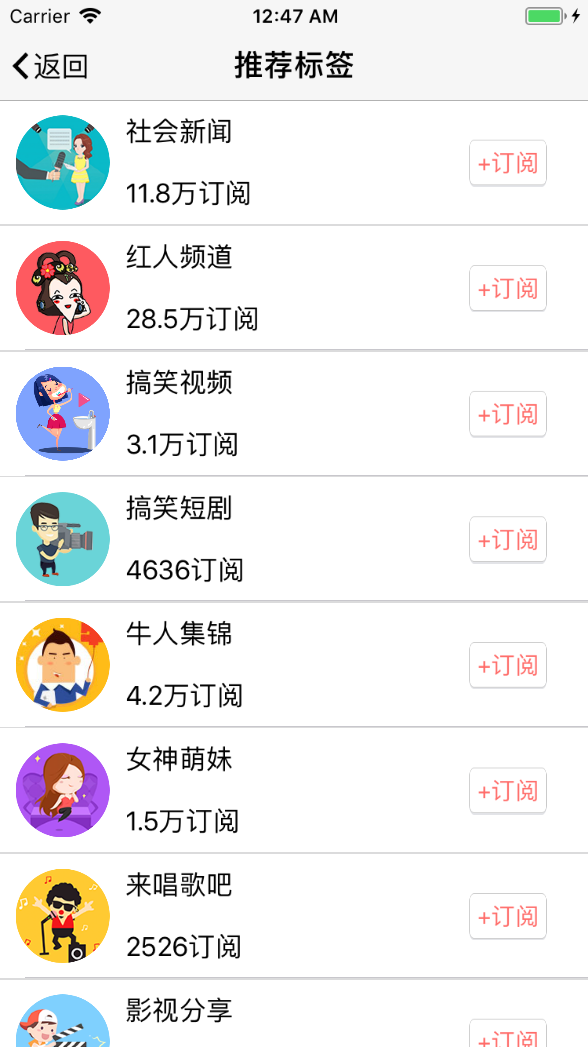 Carrier 12:47 AM
返回 推荐标签
社会新闻
11.8万订阅
+订阅
红人频道
28.5万订阅
+订阅
搞笑视频
3.1万订阅
+订阅
搞笑短剧
4636订阅
+订阅
牛人集锦
4.2万订阅
+订阅
女神萌妹
1.5万订阅
+订阅
来唱歌吧
2526订阅
+订阅
影视分享
+订阅